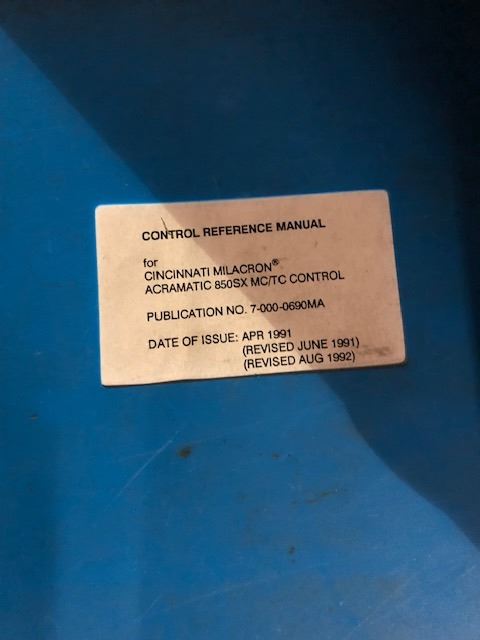 CONTROL REFERENCE MANUAL
for
CINCINNATI MILACRON®
ACRAMATIC 850SX MC/TC CONTROL
PUBLICATION NO. 7-000-0690MA
DATE OF ISSUE: APR 1991
(REVISED JUNE 1991)
(REVISED AUG 1992)